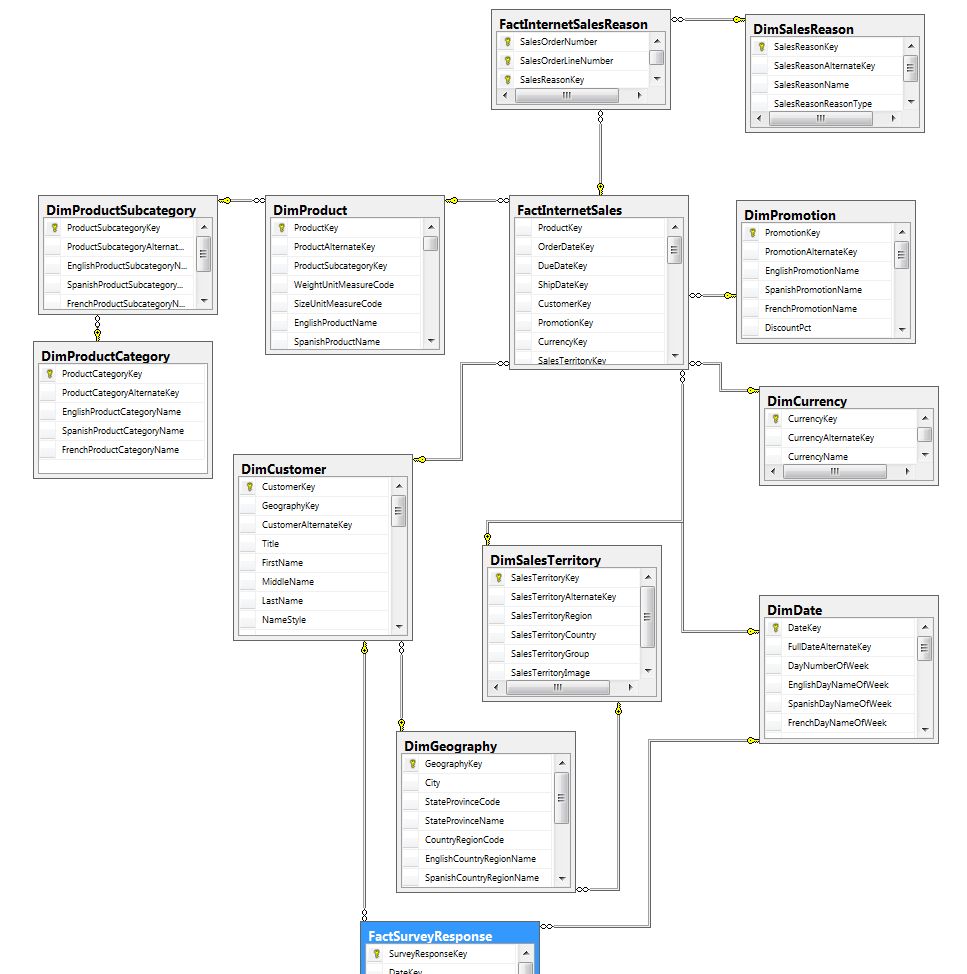 FactInternetSalesReason
SalesOrderNumber
SalesOrderLineNumber
SalesReasonKey
DimSalesReason
SalesReasonKey
SalesReasonAlternateKey
SalesReasonName
SalesReasonReasonType
DimProductSubcategory
ProductSubcategoryKey
ProductSubcategoryAlternat...
EnglishProductSubcategoryN...
SpanishProductSubcategory...
FrenchProductSubcategoryN...
DimProduct
ProductKey
ProductAlternateKey
ProductSubcategoryKey
WeightUnitMeasureCode
SizeUnitMeasureCode
EnglishProductName
SpanishProductName
FactInternetSales
ProductKey
OrderDateKey
DueDateKey
ShipDateKey
CustomerKey
PromotionKey
CurrencyKey
SalesTerritoryKey
DimPromotion
PromotionKey
PromotionAlternateKey
EnglishPromotionName
SpanishPromotionName
FrenchPromotionName
DiscountPct
DimProductCategory
ProductCategoryKey
ProductCategoryAlternateKey
EnglishProductCategoryName
SpanishProductCategoryName
FrenchProductCategoryName
DimCurrency
CurrencyKey
CurrencyAlternateKey
CurrencyName
DimCustomer
CustomerKey
GeographyKey
CustomerAlternateKey
Title
FirstName
MiddleName
LastName
NameStyle
DimSalesTerritory
SalesTerritoryKey
SalesTerritoryAlternateKey
SalesTerritoryRegion
SalesTerritoryCountry
SalesTerritoryGroup
SalesTerritoryImage
DimDate
DateKey
FullDateAlternateKey
DayNumberOfWeek
EnglishDayNameOfWeek
SpanishDayNameOfWeek
FrenchDayNameOfWeek
DimGeography
GeographyKey
City
StateProvinceCode
StateProvinceName
CountryRegionCode
EnglishCountryRegionName
SpanishCountryRegionName
FactSurveyResponse
SurveyResponseKey
DateKey